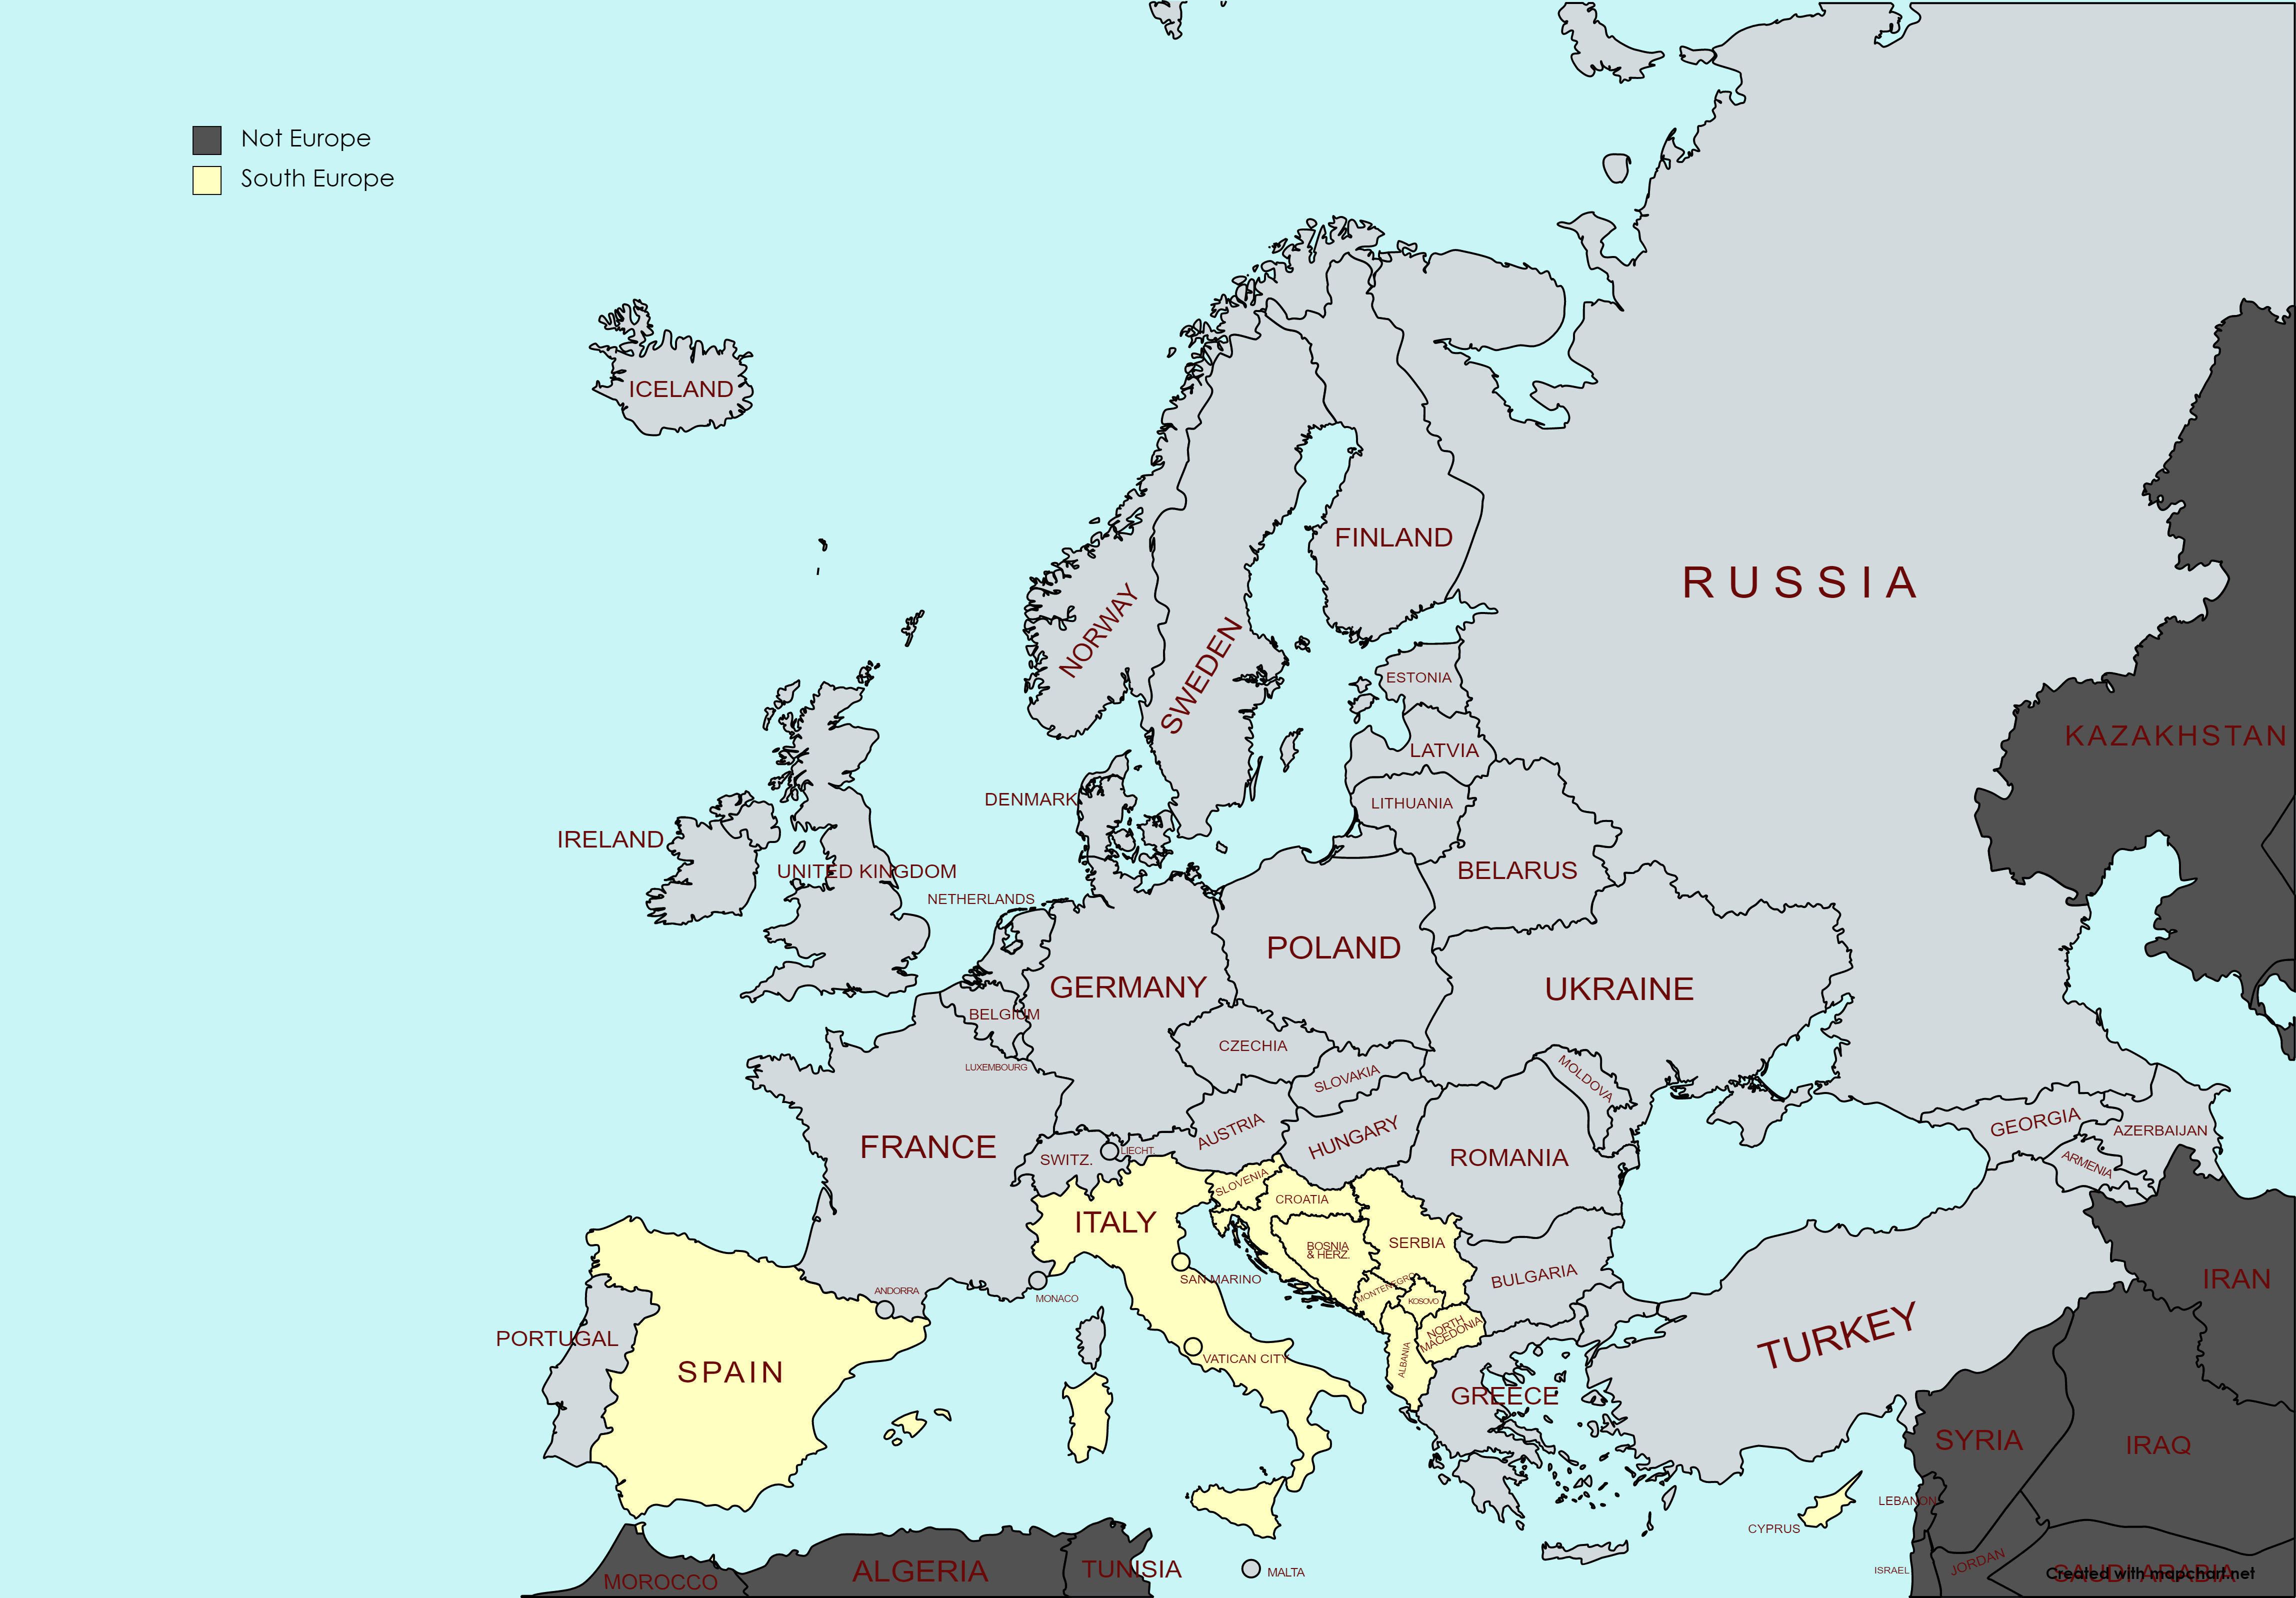 Not Europe
South Europe
ICELAND
FINLAND
RUSSIA
NORWAY
SWEDEN
ESTONIA
KAZAKHSTAN
LATVIA
DENMARK
LITHUANIA
IRELAND
UNITED KINGDOM
BELARUS
NETHERLANDS
POLAND
GERMANY
UKRAINE
BELGIUM
CZECHIA
LUXEMBOURG
SLOVAKIA
MOLDOVA
GEORGIA
AZERBAIJAN
AUSTRIA
HUNGARY
FRANCE
SWITZ.
LIECHT.
ROMANIA
ARMENIA
SLOVENIA
CROATIA
ITALY
BOSNIA
& HERZ.
SERBIA
SAN MARINO
MONTENEGRO
BULGARIA
IRAN
ANDORRA
MONACO
KOSOVO
PORTUGAL
NORTH
MACEDONIA
TURKEY
VATICAN CITY
ALBANIA
SPAIN
GREECE
SYRIA
IRAQ
LEBANON
CYPRUS
MOROCCO
ALGERIA
TUNISIA
MALTA
ISRAEL
JORDAN
SAUDI ARABIA
Created with mapchart.net